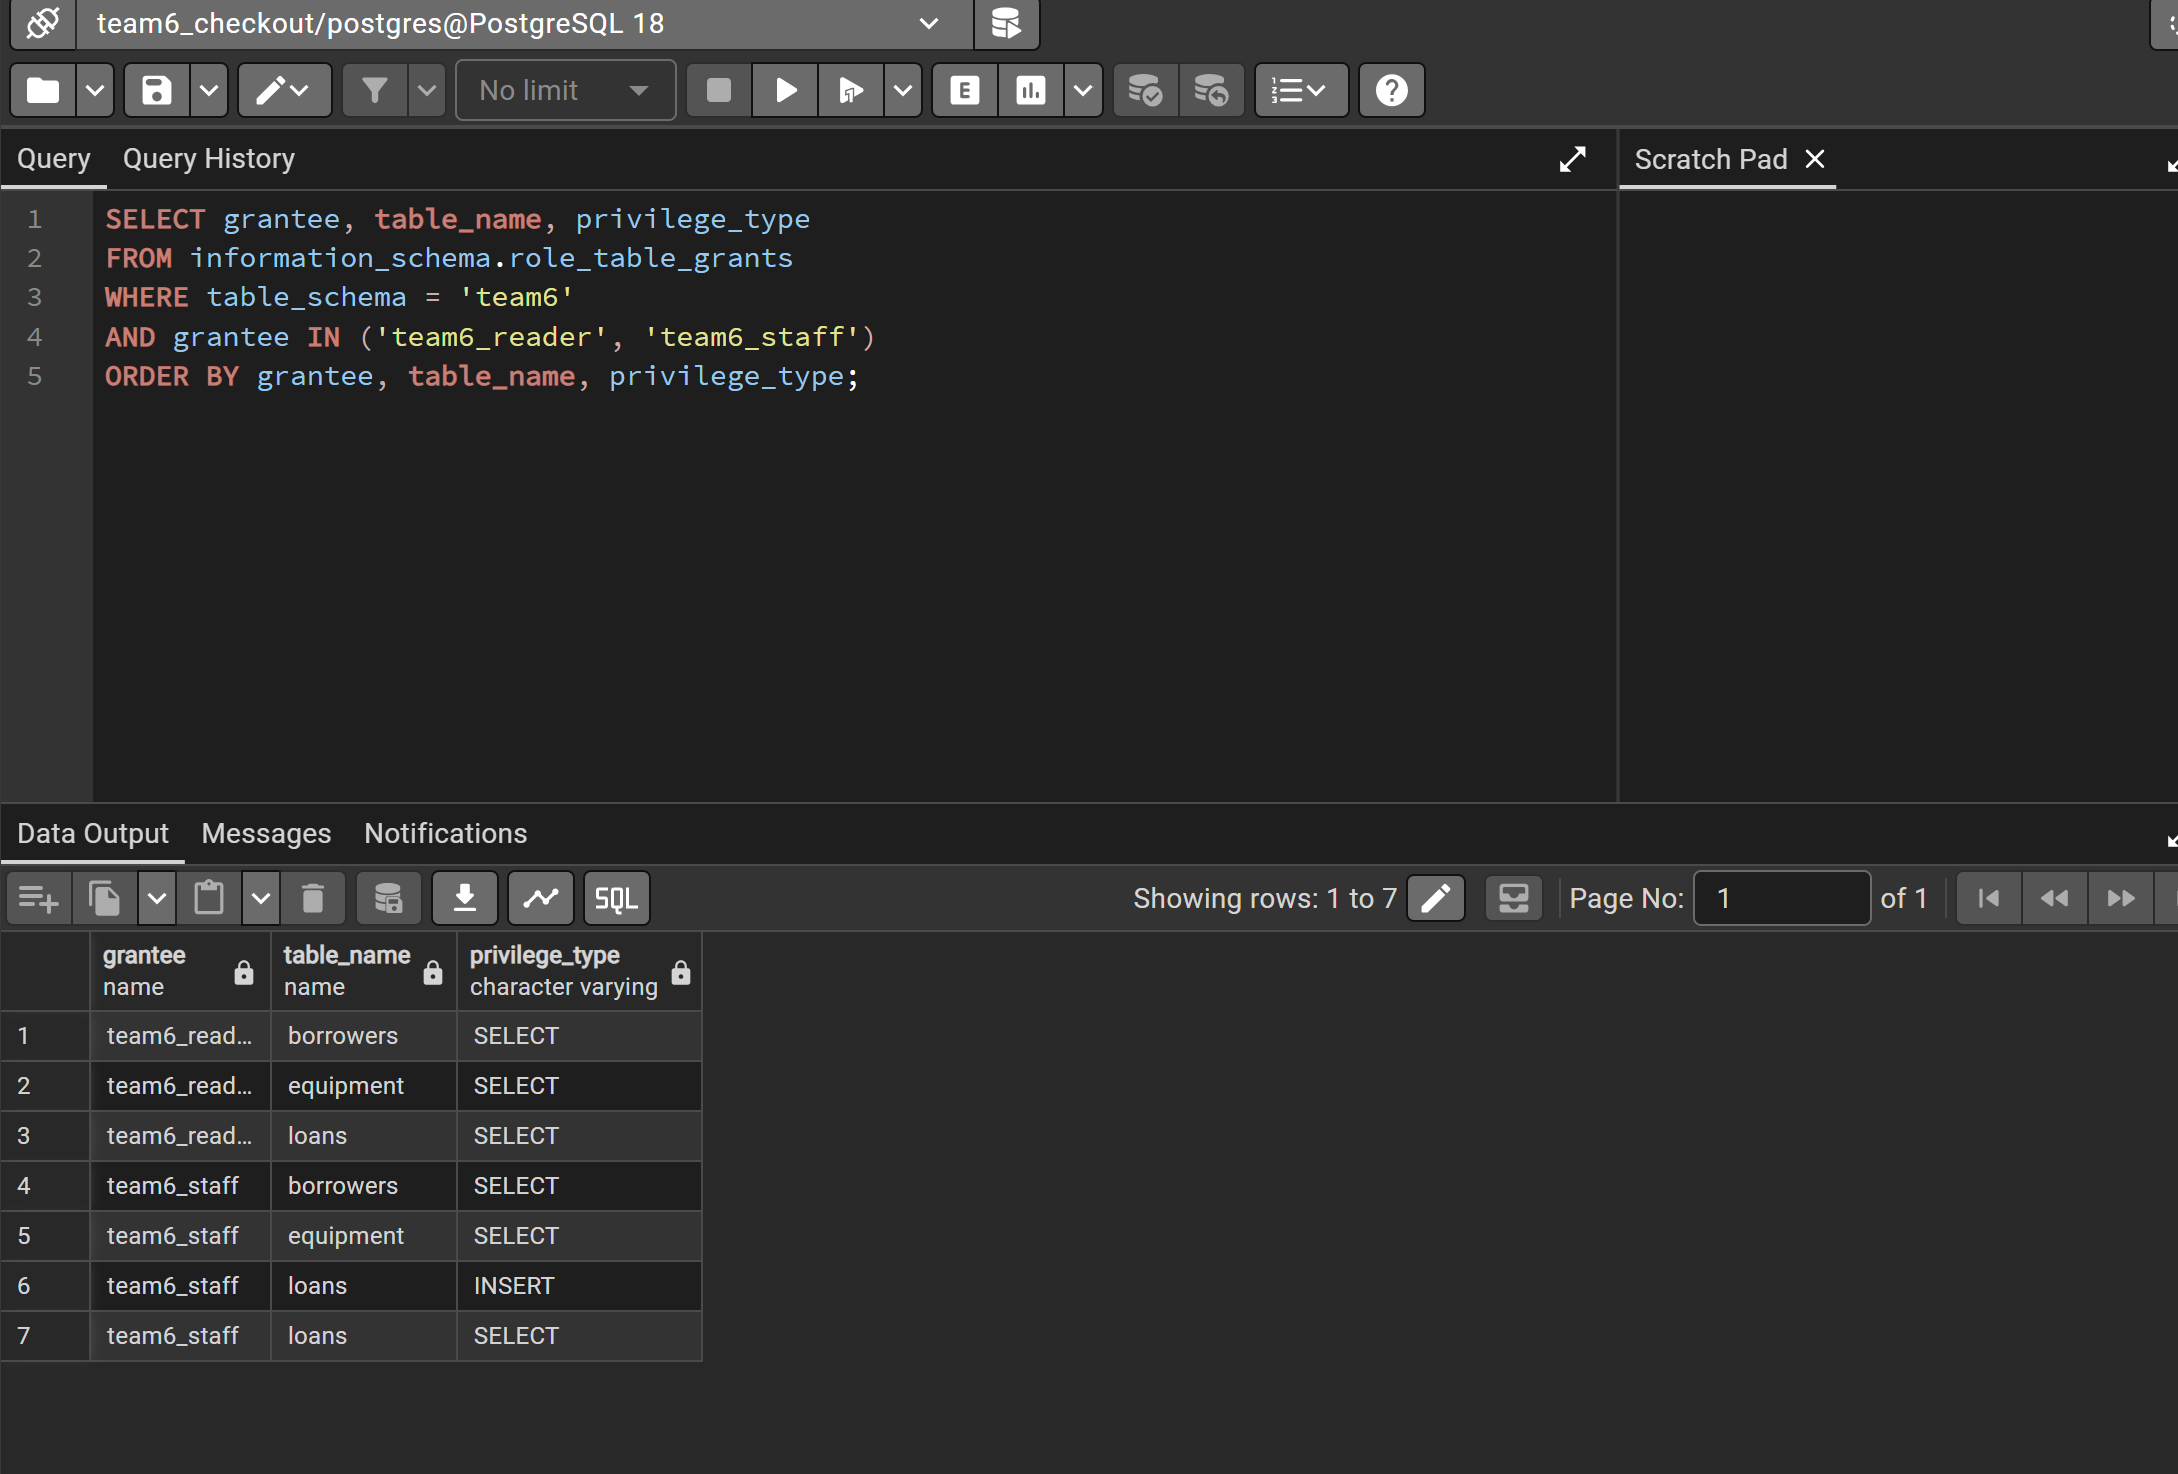 team6_checkout/postgres@PostgreSQL 18
No limit
E
Query
Query History
Scratch Pad
1 SELECT grantee, table_name, privilege_type
2 FROM information_schema.role_table_grants
3 WHERE table_schema = 'team6'
4 AND grantee IN ('team6_reader', 'team6_staff')
5 ORDER BY grantee, table_name, privilege_type;
Data Output
Messages
Notifications
SQL
Showing rows: 1 to 7
Page No: 1 of 1
grantee table_name privilege_type
name name character varying
1 team6_read... borrowers SELECT
2 team6_read... equipment SELECT
3 team6_read... loans SELECT
4 team6_staff borrowers SELECT
5 team6_staff equipment SELECT
6 team6_staff loans INSERT
7 team6_staff loans SELECT